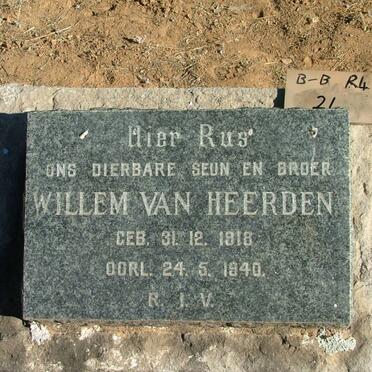 B-B R4
21
Hier Rus
ONS DIERBARE SEUN EN BROER
WILLEM VAN HEERDEN
GEB. 31. 12. 1918
OORL. 24. 5. 1940.
R. I. V.